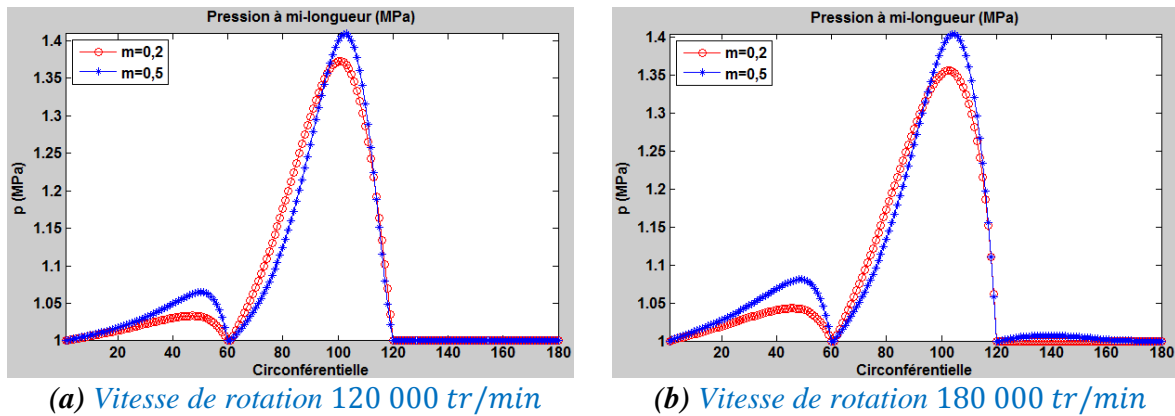 Pression à mi-longueur (MPa)
m=0,2
m=0,5
p (MPa)
1.4
1.35
1.3
1.25
1.2
1.15
1.1
1.05
1
20 40 60 80 100 120 140 160 180
Circonférentielle
(a) Vitesse de rotation 120 000 tr/min
Pression à mi-longueur (MPa)
m=0,2
m=0,5
p (MPa)
1.4
1.35
1.3
1.25
1.2
1.15
1.1
1.05
1
20 40 60 80 100 120 140 160 180
Circonférentielle
(b) Vitesse de rotation 180 000 tr/min